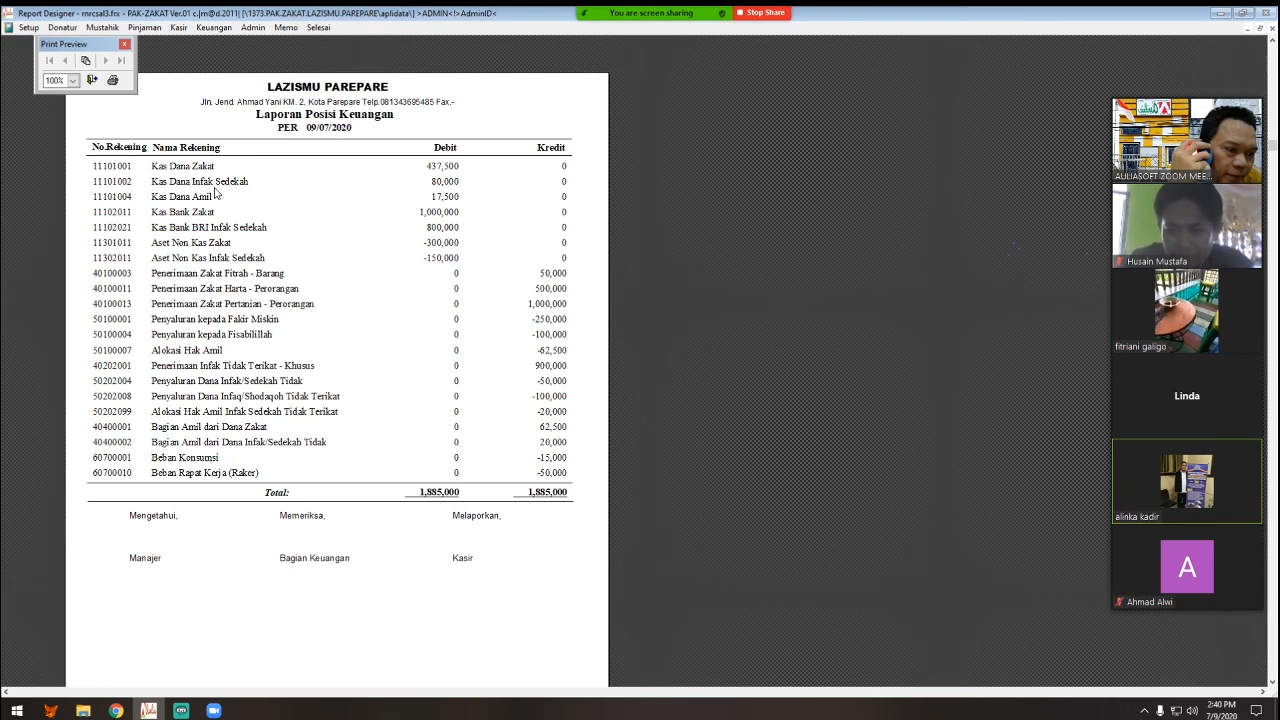 Report Designer - rnrcsal3.frx - PAK-ZAKAT Ver.01 c.Jm@d.2011| [\1373.PAK.ZAKAT.LAZISMU.PAREPARE\aplidata\] >ADMIN<!>AdminID<
You are screen sharing Stop Share
Setup Donatur Mustahik Pinjaman Kasir Keuangan Admin Memo Selesai
Print Preview
100%
LAZISMU PAREPARE
Jln. Jend. Ahmad Yani KM. 2, Kota Parepare Telp.081343695485 Fax.-
Laporan Posisi Keuangan
PER 09/07/2020
No.Rekening Nama Rekening Debit Kredit
11101001 Kas Dana Zakat 437,500 0
11101002 Kas Dana Infak Sedekah 80,000 0
11101004 Kas Dana Amil 17,500 0
11102011 Kas Bank Zakat 1,000,000 0
11102021 Kas Bank BRI Infak Sedekah 800,000 0
11301011 Aset Non Kas Zakat -300,000 0
11302011 Aset Non Kas Infak Sedekah -150,000 0
40100003 Penerimaan Zakat Fitrah - Barang 0 50,000
40100011 Penerimaan Zakat Harta - Perorangan 0 500,000
40100013 Penerimaan Zakat Pertanian - Perorangan 0 1,000,000
50100001 Penyaluran kepada Fakir Miskin 0 -250,000
50100004 Penyaluran kepada Fisabilillah 0 -100,000
50100007 Alokasi Hak Amil 0 -62,500
40202001 Penerimaan Infak Tidak Terikat - Khusus 0 900,000
50202004 Penyaluran Dana Infak/Sedekah Tidak 0 -50,000
50202008 Penyaluran Dana Infaq/Shodaqoh Tidak Terikat 0 -100,000
50202099 Alokasi Hak Amil Infak Sedekah Tidak Terikat 0 -20,000
40400001 Bagian Amil dari Dana Zakat 0 62,500
40400002 Bagian Amil dari Dana Infak/Sedekah Tidak 0 20,000
60700001 Beban Konsumsi 0 -15,000
60700010 Beban Rapat Kerja (Raker) 0 -50,000
Total: 1,885,000 1,885,000
Mengetahui, Memeriksa, Melaporkan,
Manajer Bagian Keuangan Kasir
AULIASOFT ZOOM MEE...
Husain Mustafa
fitriani galigo
Linda
alinka kadir
A
Ahmad Alwi
2:40 PM
7/9/2020